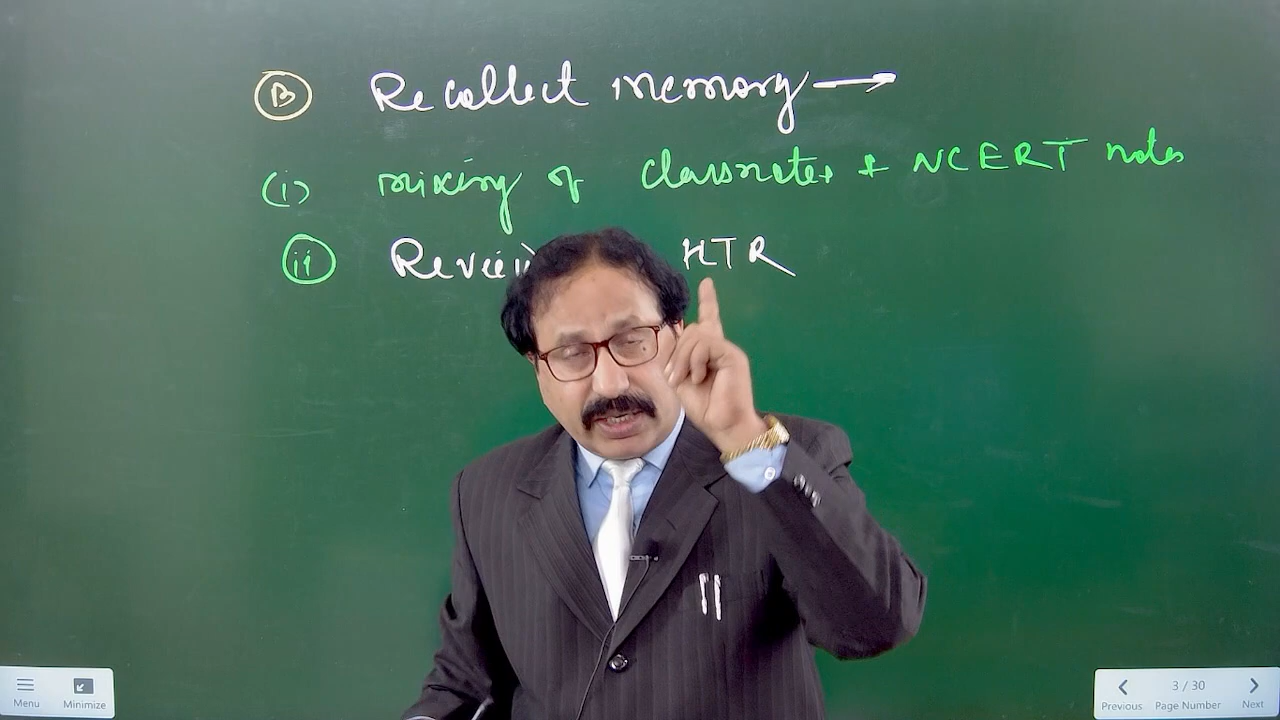 B Recollect memory →
(i) mixing of classnotes + NCERT notes
(ii) HTR
Menu Minimize
3 / 30
Previous Page Number Next